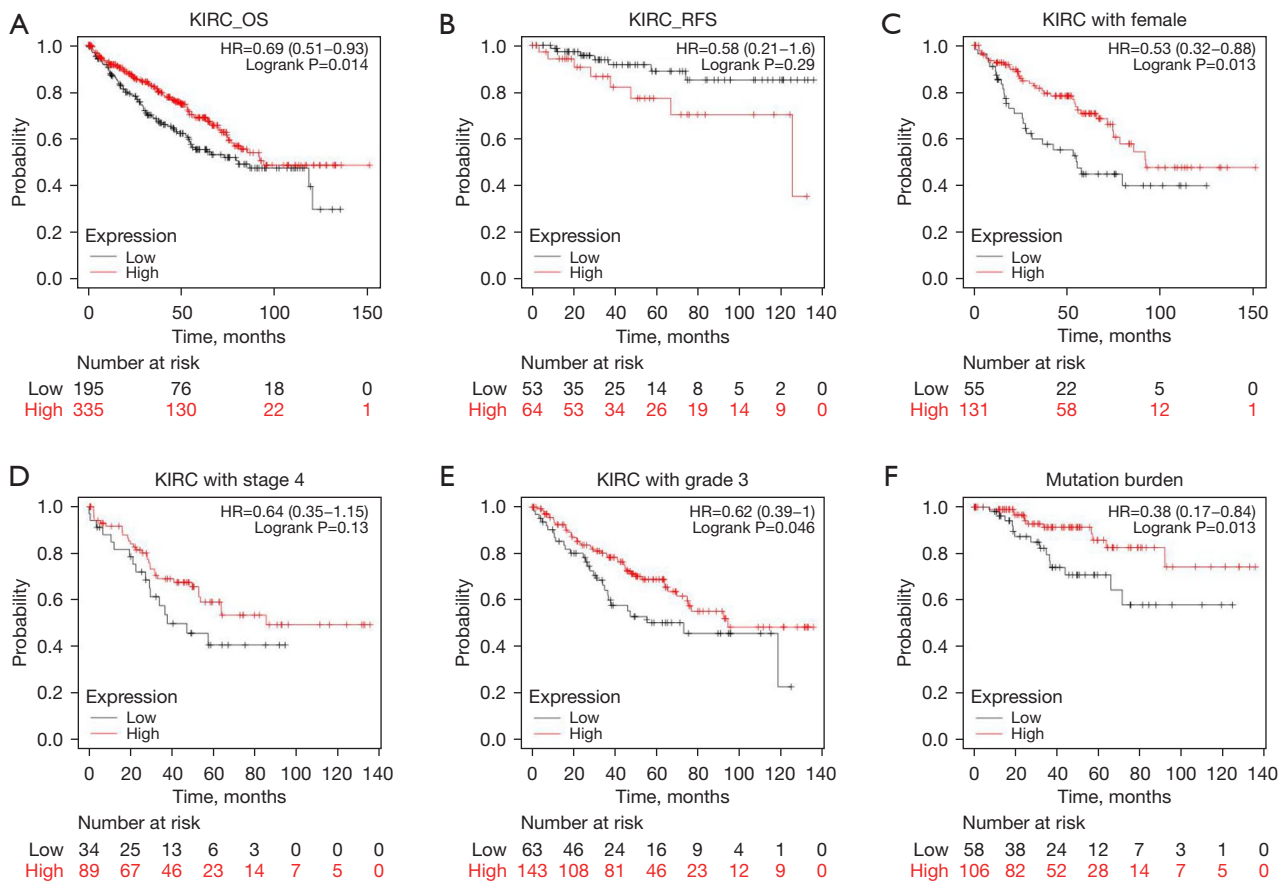 A
KIRC_OS
Probability
1.0
0.8
0.6
0.4
0.2
0.0
HR=0.69 (0.51–0.93)
Logrank P=0.014
Expression
Low
High
0 50 100 150
Time, months
Number at risk
Low 195 76 18 0
High 335 130 22 1
B
KIRC_RFS
Probability
1.0
0.8
0.6
0.4
0.2
0.0
HR=0.58 (0.21–1.6)
Logrank P=0.29
Expression
Low
High
0 20 40 60 80 100 120 140
Time, months
Number at risk
Low 53 35 25 14 8 5 2 0
High 64 53 34 26 19 14 9 0
C
KIRC with female
Probability
1.0
0.8
0.6
0.4
0.2
0.0
HR=0.53 (0.32–0.88)
Logrank P=0.013
Expression
Low
High
0 50 100 150
Time, months
Number at risk
Low 55 22 5 0
High 131 58 12 1
D
KIRC with stage 4
Probability
1.0
0.8
0.6
0.4
0.2
0.0
HR=0.64 (0.35–1.15)
Logrank P=0.13
Expression
Low
High
0 20 40 60 80 100 120 140
Time, months
Number at risk
Low 34 25 13 6 3 0 0 0
High 89 67 46 23 14 7 5 0
E
KIRC with grade 3
Probability
1.0
0.8
0.6
0.4
0.2
0.0
HR=0.62 (0.39–1)
Logrank P=0.046
Expression
Low
High
0 20 40 60 80 100 120 140
Time, months
Number at risk
Low 63 46 24 16 9 4 1 0
High 143 108 81 46 23 12 9 0
F
Mutation burden
Probability
1.0
0.8
0.6
0.4
0.2
0.0
HR=0.38 (0.17–0.84)
Logrank P=0.013
Expression
Low
High
0 20 40 60 80 100 120 140
Time, months
Number at risk
Low 58 38 24 12 7 3 1 0
High 106 82 52 28 14 7 5 0